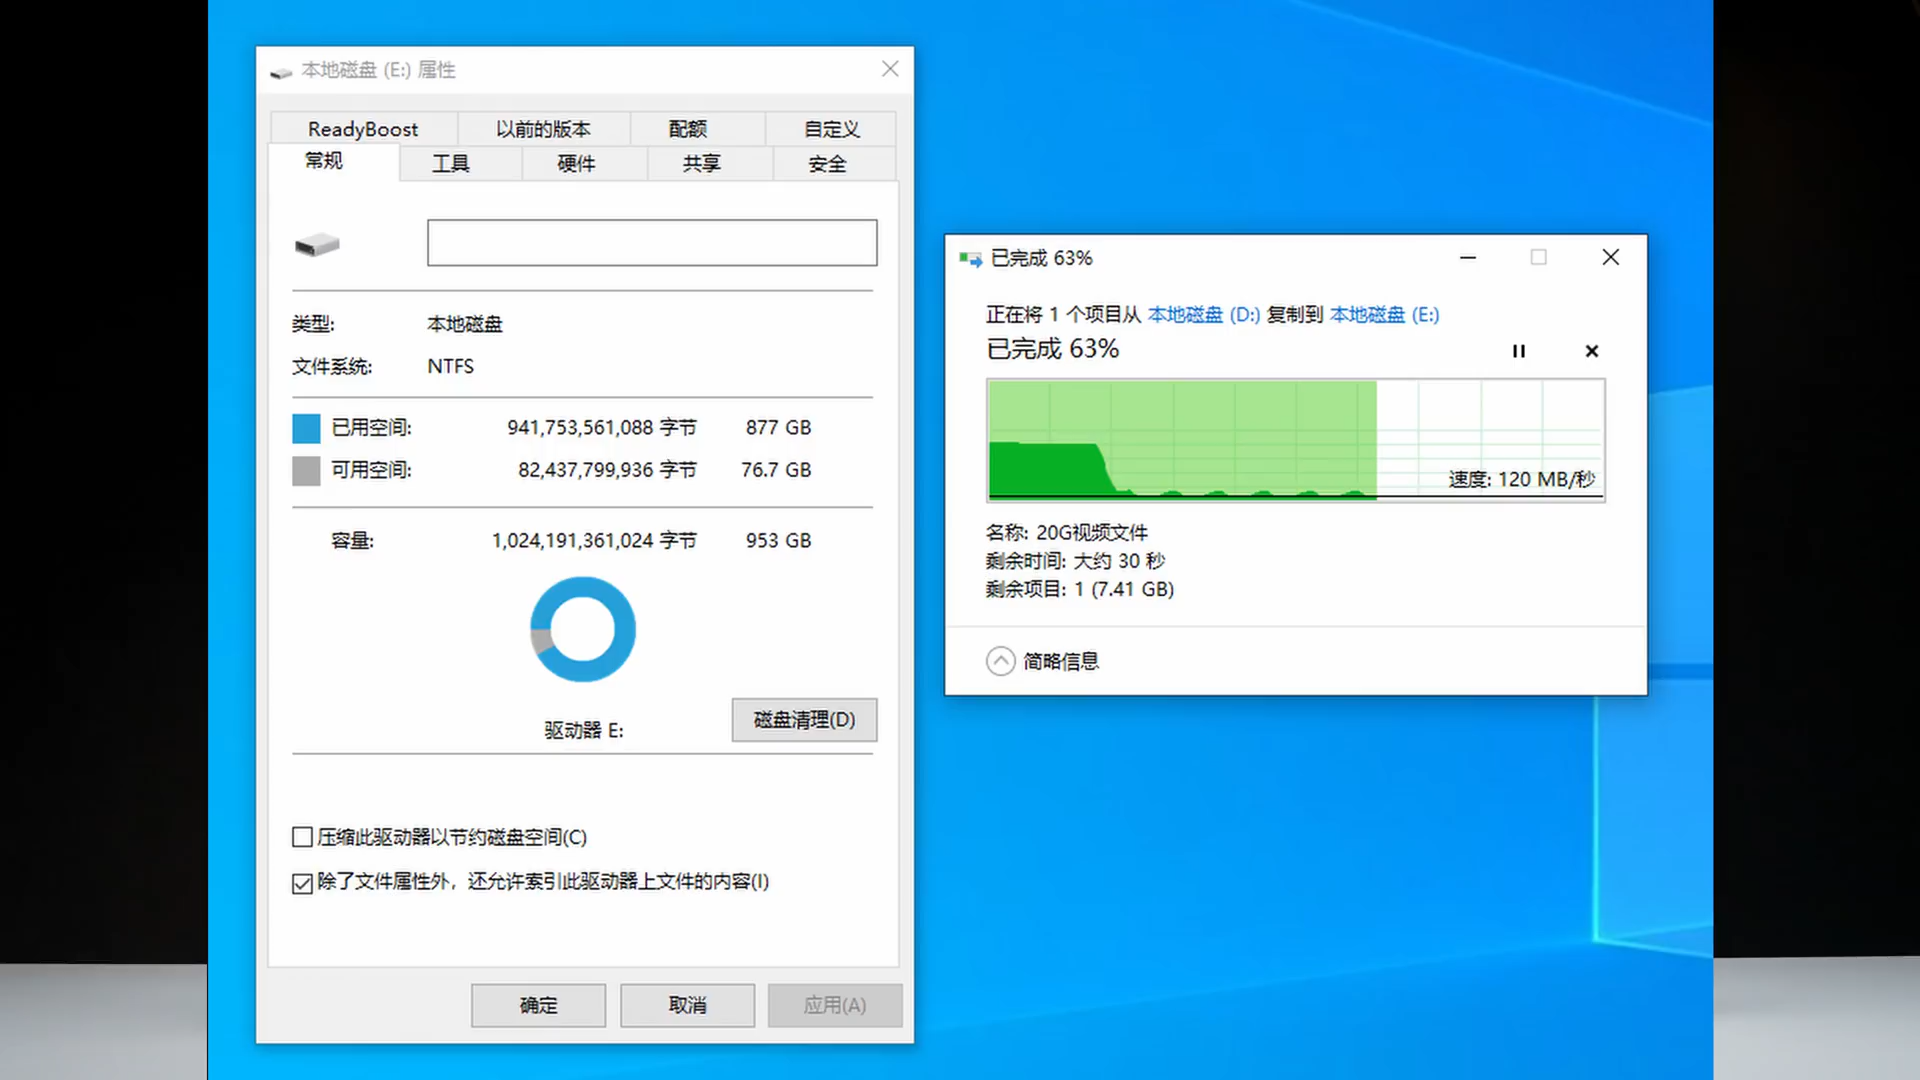 本地磁盘 (E:) 属性
ReadyBoost 以前的版本 配额 自定义
常规 工具 硬件 共享 安全
类型: 本地磁盘
文件系统: NTFS
已用空间: 941,753,561,088 字节 877 GB
可用空间: 82,437,799,936 字节 76.7 GB
容量: 1,024,191,361,024 字节 953 GB
驱动器 E:
磁盘清理(D)
压缩此驱动器以节约磁盘空间(C)
除了文件属性外，还允许索引此驱动器上文件的内容(I)
确定 取消 应用(A)
已完成 63%
正在将 1 个项目从 本地磁盘 (D:) 复制到 本地磁盘 (E:)
已完成 63%
速度: 120 MB/秒
名称: 20G视频文件
剩余时间: 大约 30 秒
剩余项目: 1 (7.41 GB)
简略信息